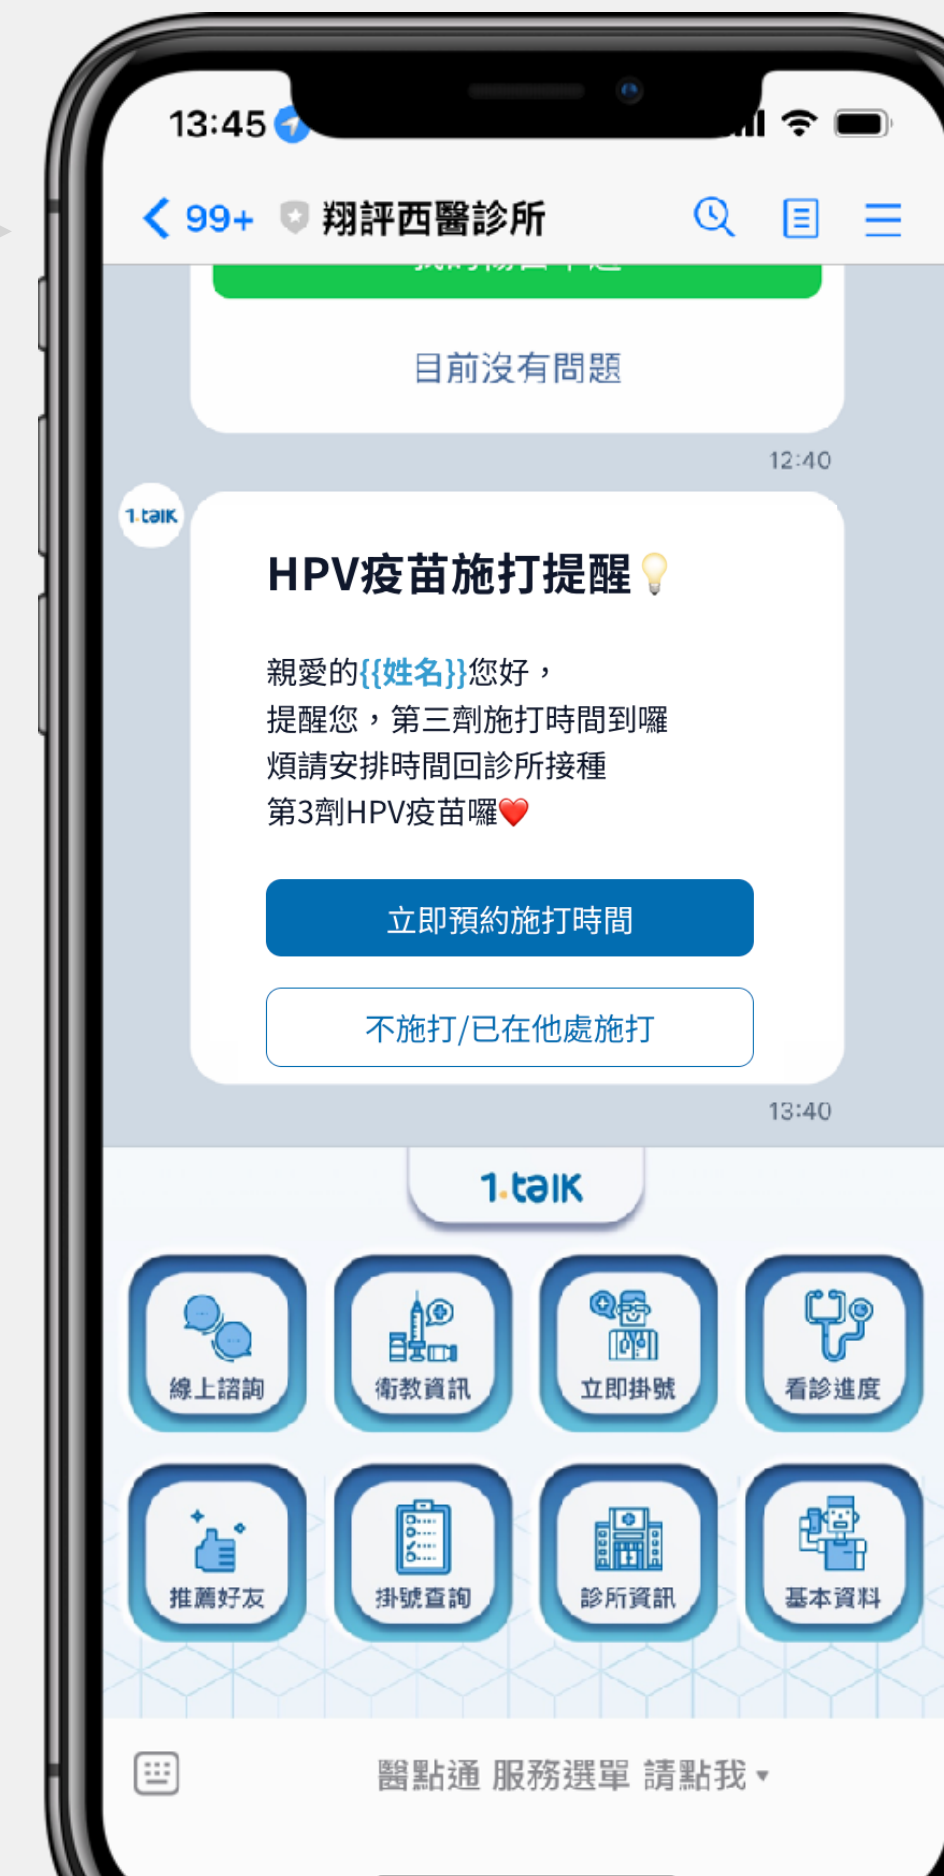 13:45
99+ 翔評西醫診所
目前沒有問題
12:40
1.talk
HPV疫苗施打提醒💡
親愛的{{姓名}}您好，
提醒您，第三劑施打時間到囉
煩請安排時間回診所接種
第3劑HPV疫苗囉❤️
立即預約施打時間
不施打/已在他處施打
13:40
1.talk
線上諮詢 衛教資訊 立即掛號 看診進度
推薦好友 掛號查詢 診所資訊 基本資料
醫點通 服務選單 請點我▾